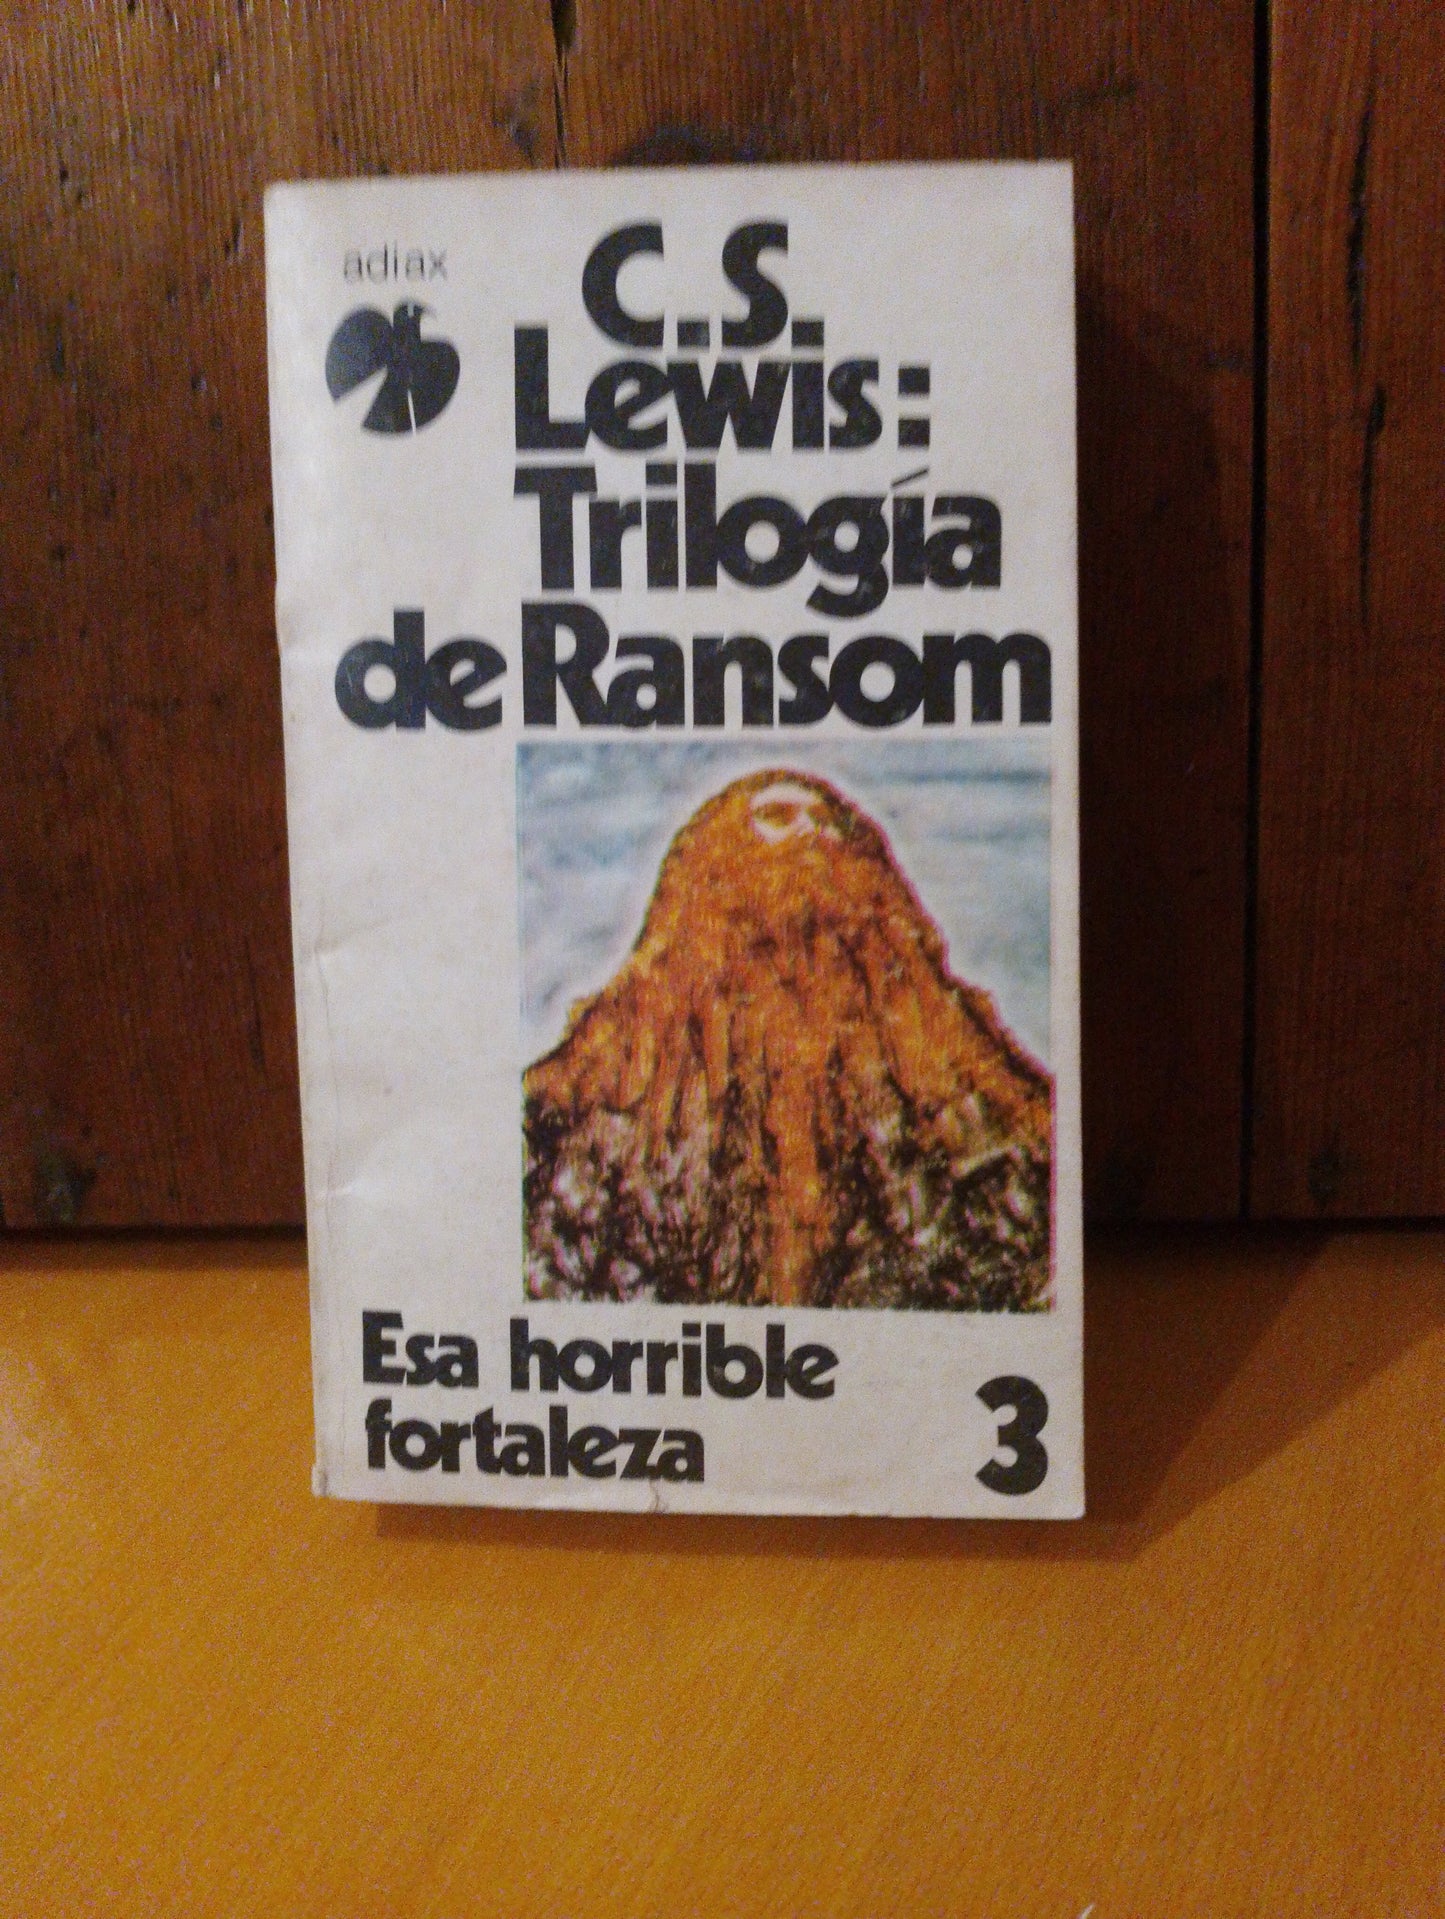 adiax
C.S.
Lewis:
Trilogía
de Ransom
Esa horrible
fortaleza
3